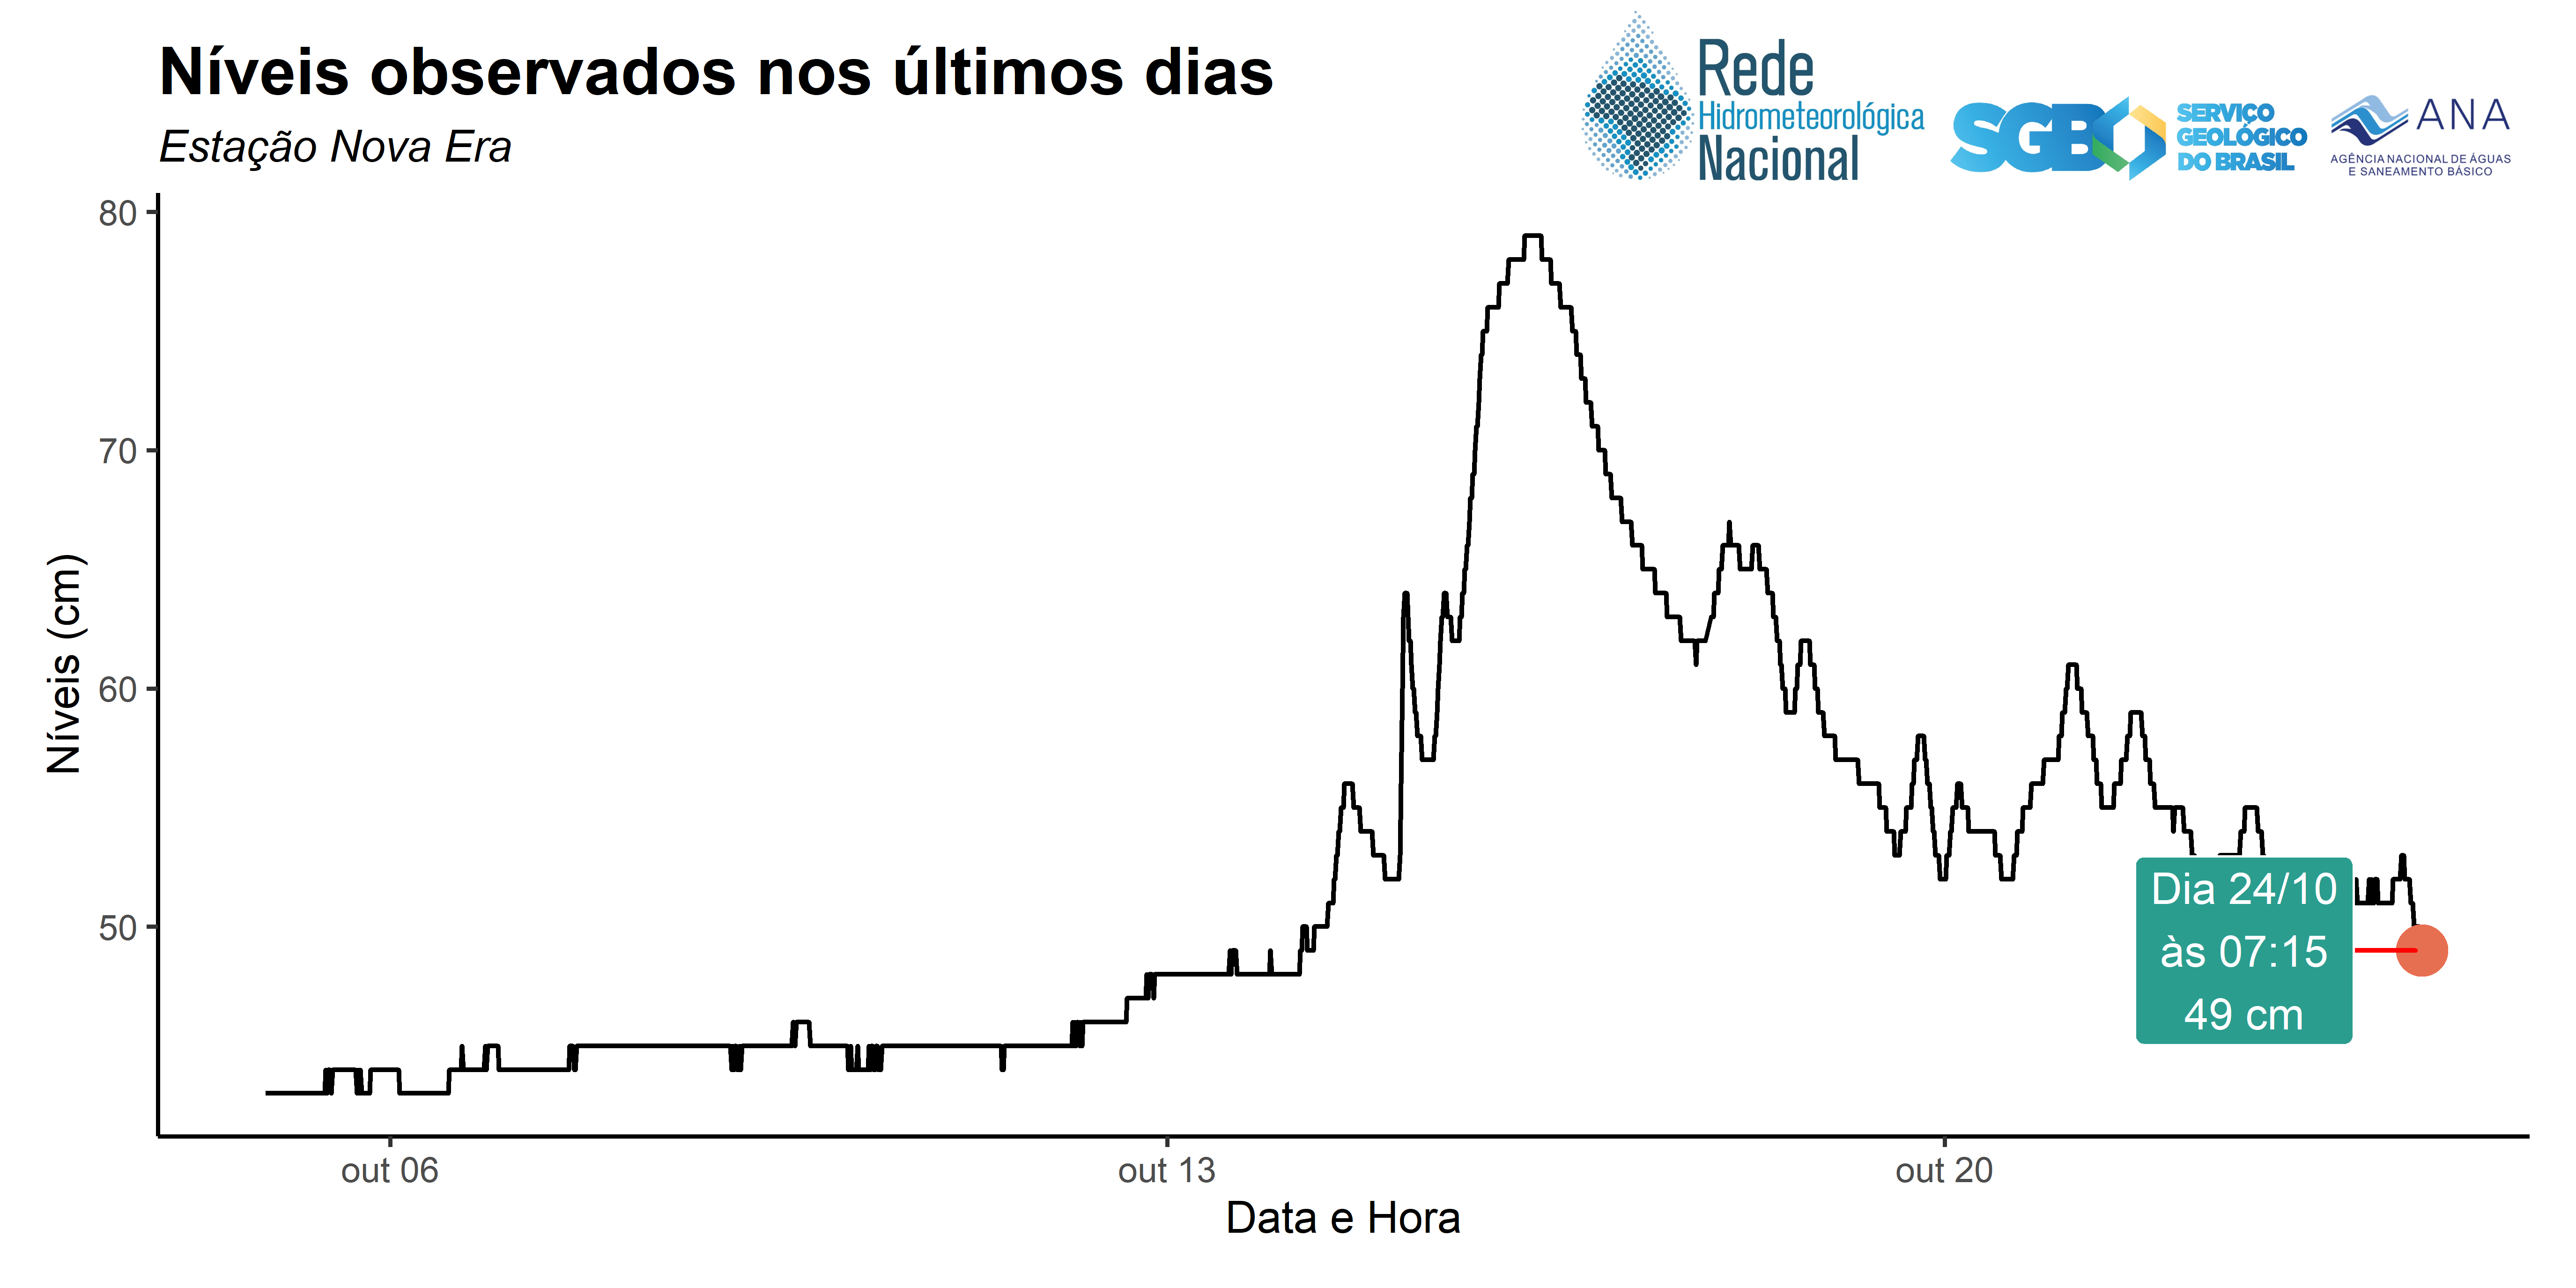 Níveis observados nos últimos dias
Estação Nova Era
Rede
Hidrometeorológica
Nacional
SGB
SERVIÇO
GEOLÓGICO
DO BRASIL
ANA
AGÊNCIA NACIONAL DE ÁGUAS
E SANEAMENTO BÁSICO
80
70
60
50
Níveis (cm)
Dia 24/10
às 07:15
49 cm
out 06
out 13
out 20
Data e Hora